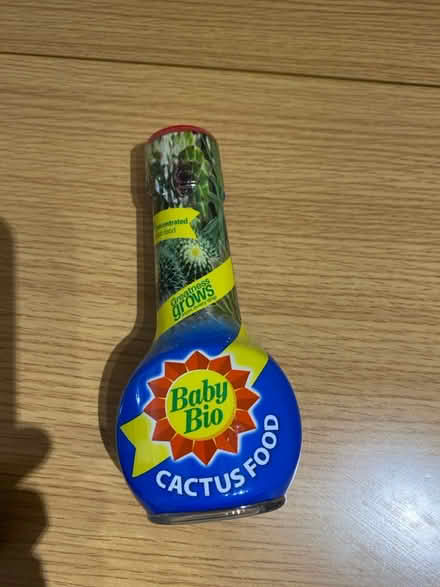 Greatness
grows
Baby
Bio
CACTUS FOOD